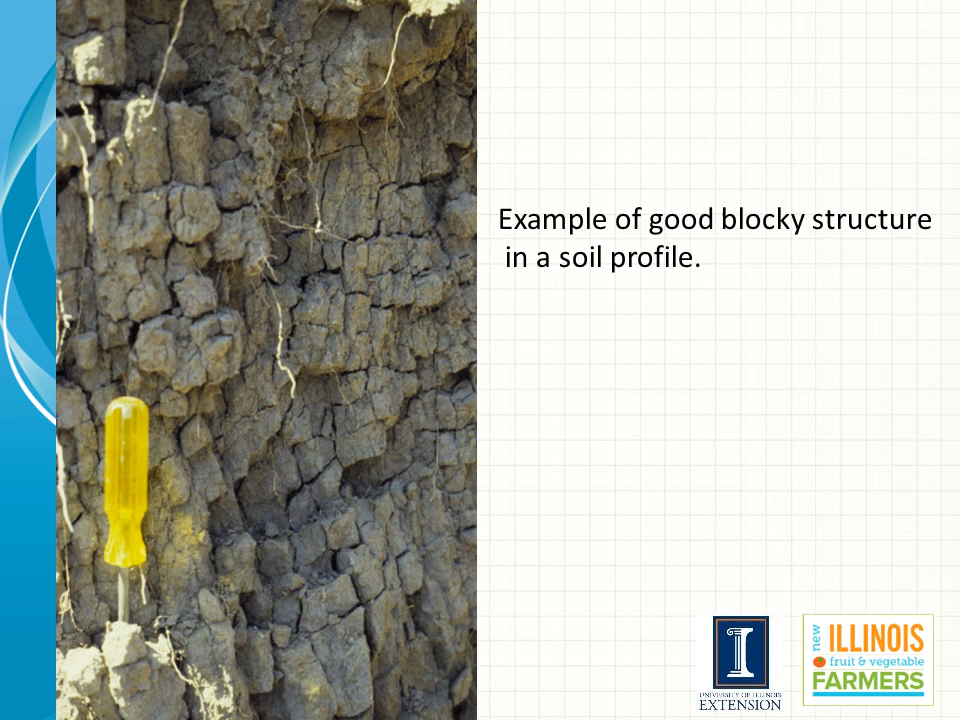 Example of good blocky structure
in a soil profile.
UNIVERSITY OF ILLINOIS
EXTENSION
new
ILLINOIS
fruit & vegetable
FARMERS